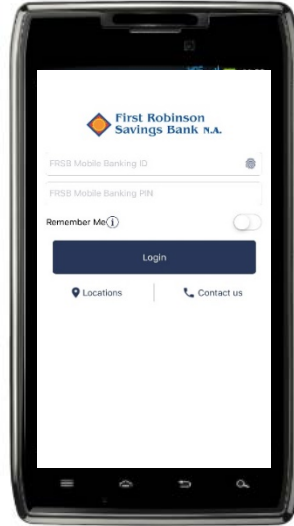 First Robinson
Savings Bank N.A.
FRSB Mobile Banking ID
FRSB Mobile Banking PIN
Remember Me i
Login
Locations
Contact us